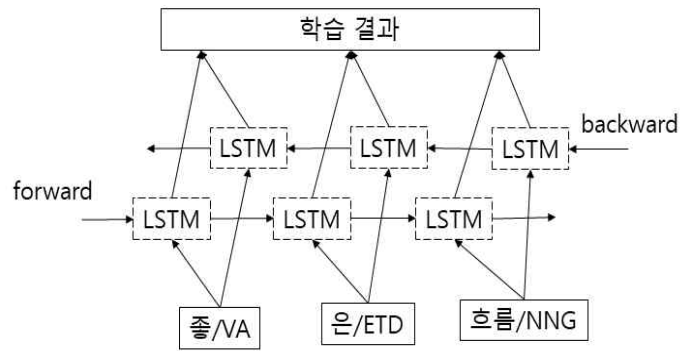 학습 결과
backward
LSTM LSTM LSTM
forward
LSTM LSTM LSTM
좋/VA 은/ETD 흐름/NNG